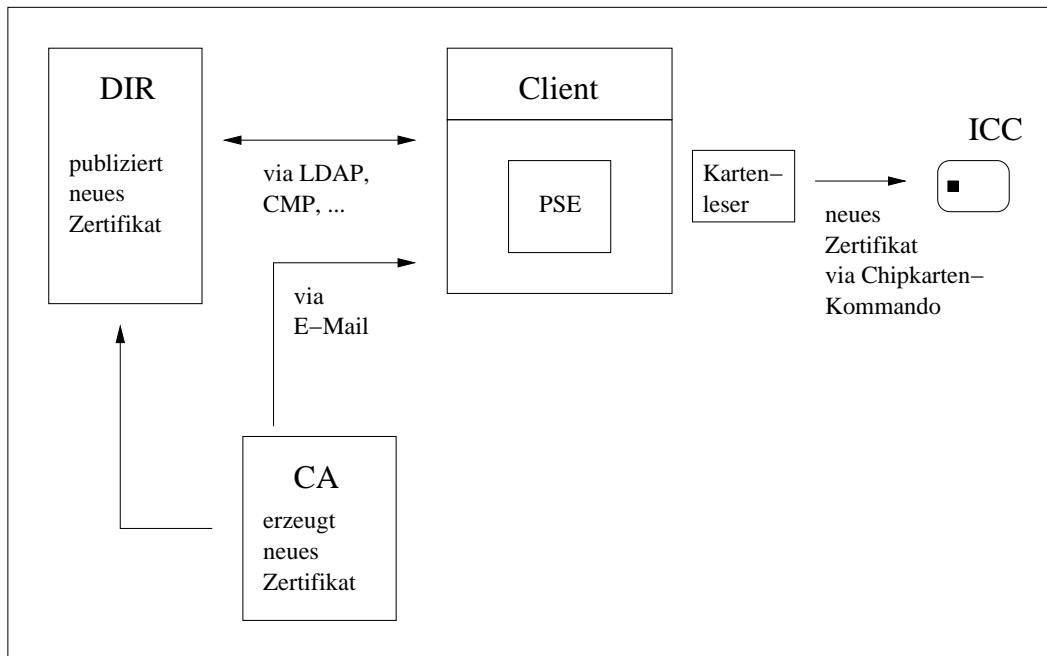 DIR
publiziert
neues
Zertifikat
via LDAP,
CMP, ...
Client
PSE
Karten–
leser
ICC
neues
Zertifikat
via Chipkarten–
Kommando
via
E–Mail
CA
erzeugt
neues
Zertifikat